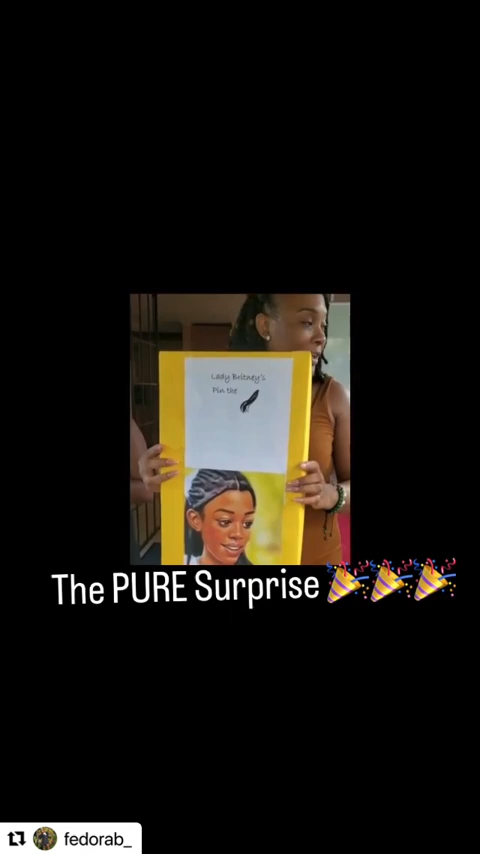 Lady Britney's
Pin the
The PURE Surprise 🎉🎉🎉
fedorab_